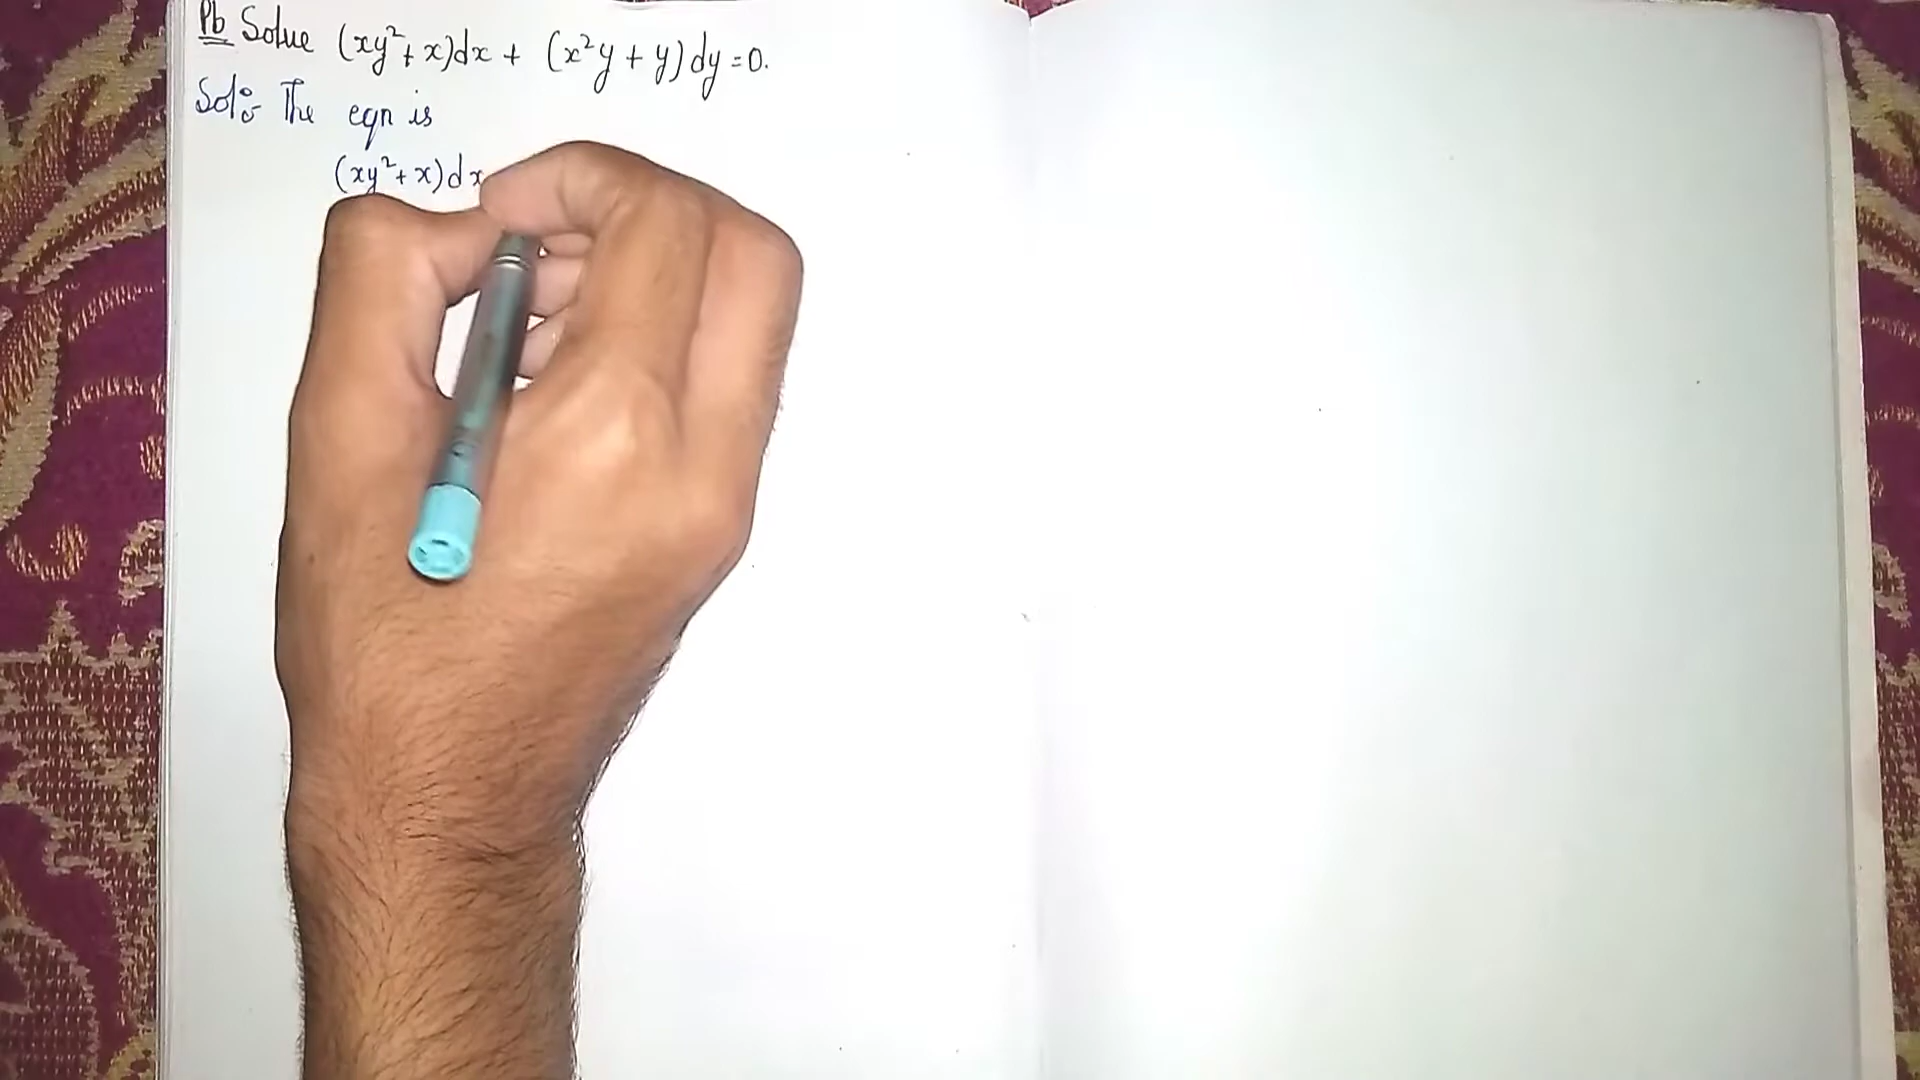 Pb Solve (xy²+x)dx + (x²y + y)dy = 0.
Sol:- The eqn is
(xy²+x)dx